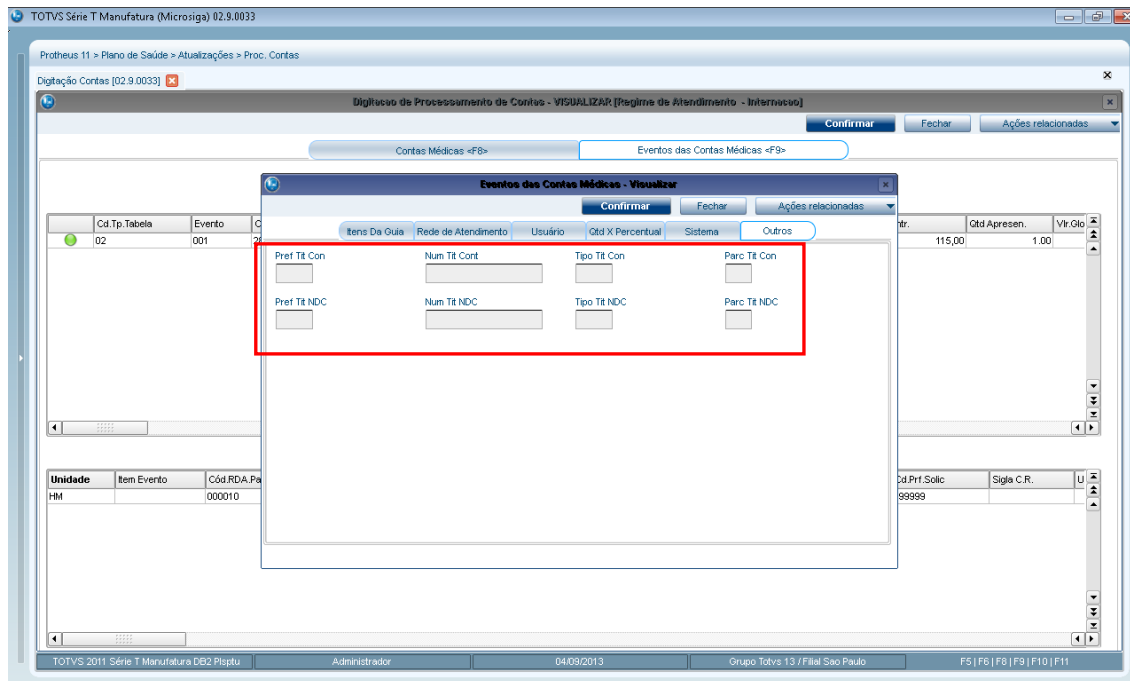 TOTVS Série T Manufatura (Microsiga) 02.9.0033
Protheus 11 > Plano de Saúde > Atualizações > Proc. Contas
Digitação Contas [02.9.0033]
Digitacao de Processamento de Contas - VISUALIZAR [Regime de Atendimento - Internacao]
Confirmar Fechar Ações relacionadas
Contas Médicas <F8> Eventos das Contas Médicas <F9>
Eventos das Contas Médicas - Visualizar
Confirmar Fechar Ações relacionadas
Itens Da Guia Rede de Atendimento Usuário Qtd X Percentual Sistema Outros
Cd.Tp.Tabela Evento Qtd Apresen. Vlr.Glo
02 001 115,00 1.00
Pref Tit Con Num Tit Cont Tipo Tit Con Parc Tit Con
Pref Tit NDC Num Tit NDC Tipo Tit NDC Parc Tit NDC
Unidade Item Evento Cód.RDA.Pa Cd.Prf.Solic Sigla C.R. U
HM 000010 99999
TOTVS 2011 Série T Manufatura DB2 Plsptu Administrador 04/09/2013 Grupo Totvs 13 / Filial Sao Paulo F5 | F6 | F8 | F9 | F10 | F11